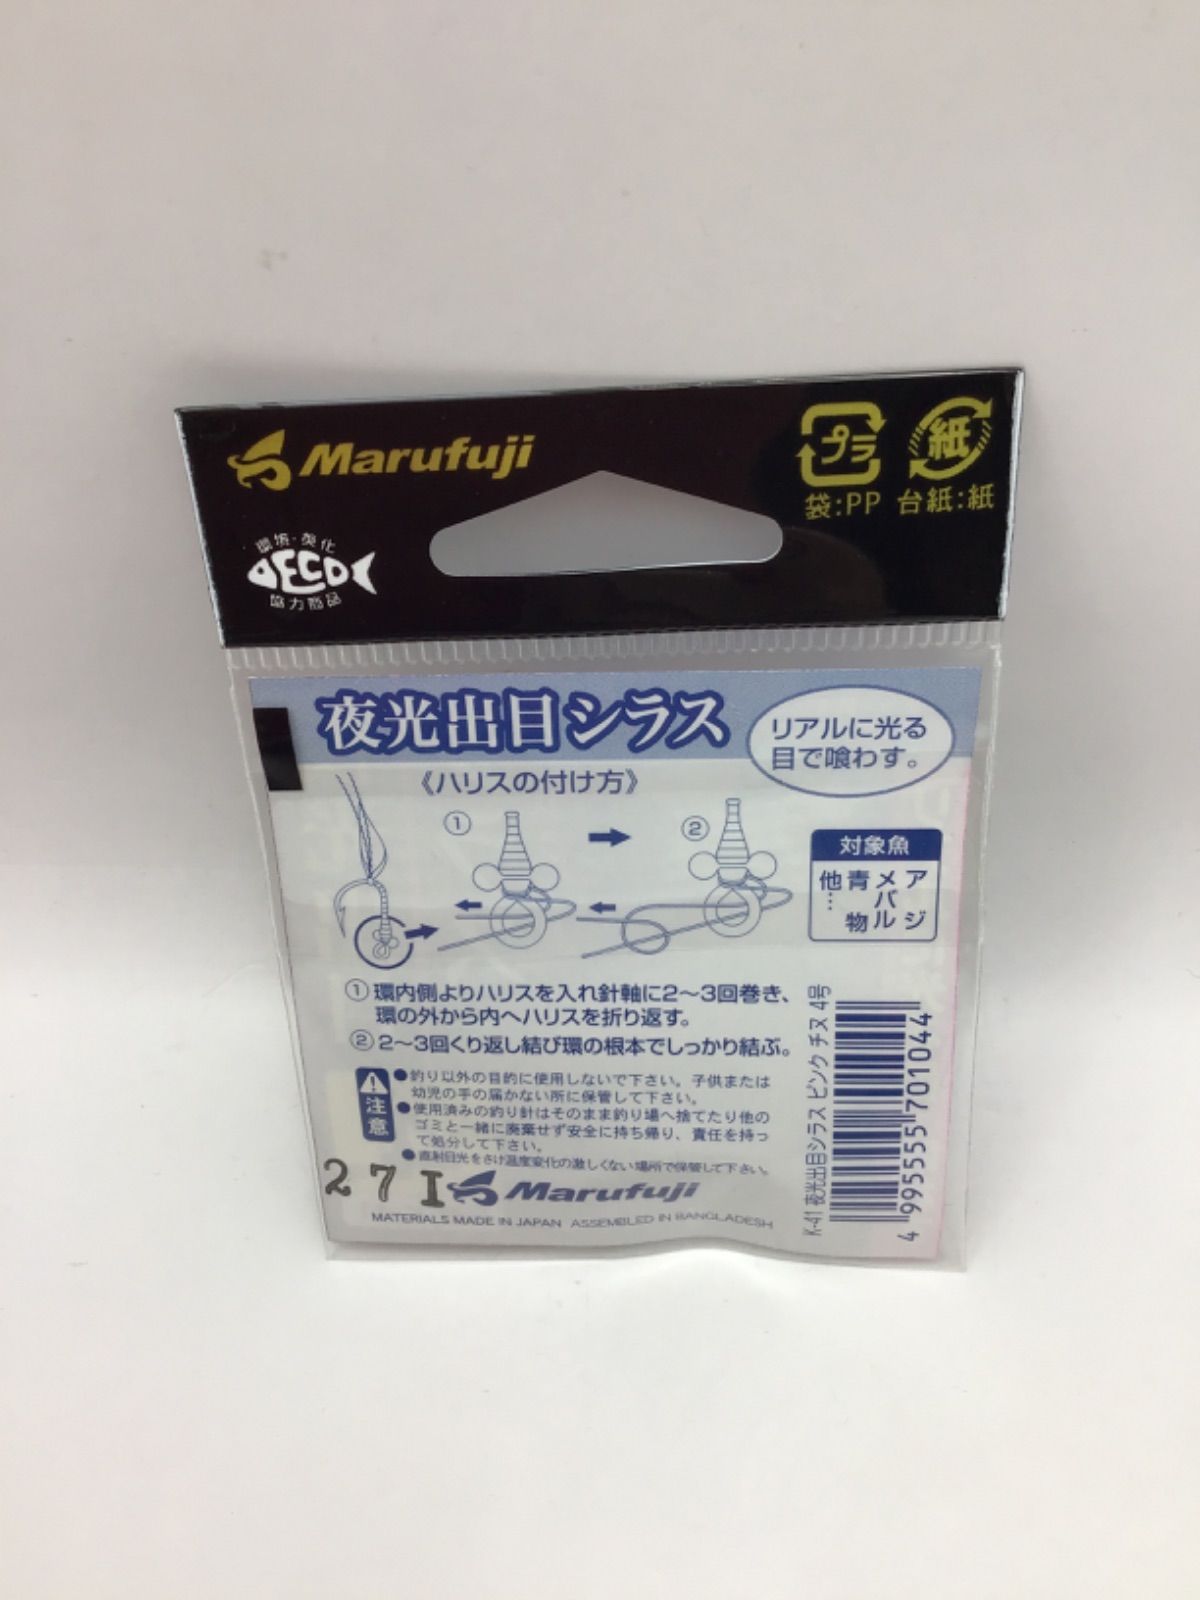 Marufuji
プラ
紙
袋:PP 台紙:紙
環境・美化
ECO
協力商品
夜光出目シラス
リアルに光る
目で喰わす。
《ハリスの付け方》
①
②
対象魚
アジ
メバル
青物
他…
①環内側よりハリスを入れ針軸に2〜3回巻き、
環の外から内へハリスを折り返す。
②2〜3回くり返し結び環の根本でしっかり結ぶ。
注意
●釣り以外の目的に使用しないで下さい。子供または
幼児の手の届かない所に保管して下さい。
●使用済みの釣り針はそのまま釣り場へ捨てたり他の
ゴミと一緒に廃棄せず安全に持ち帰り、責任を持っ
て処分して下さい。
●直射日光をさけ温度変化の激しくない場所で保管して下さい。
27I
Marufuji
MATERIALS MADE IN JAPAN ASSEMBLED IN BANGLADESH
K-41 夜光出目シラス ピンク チヌ 4号
4 995555 701044